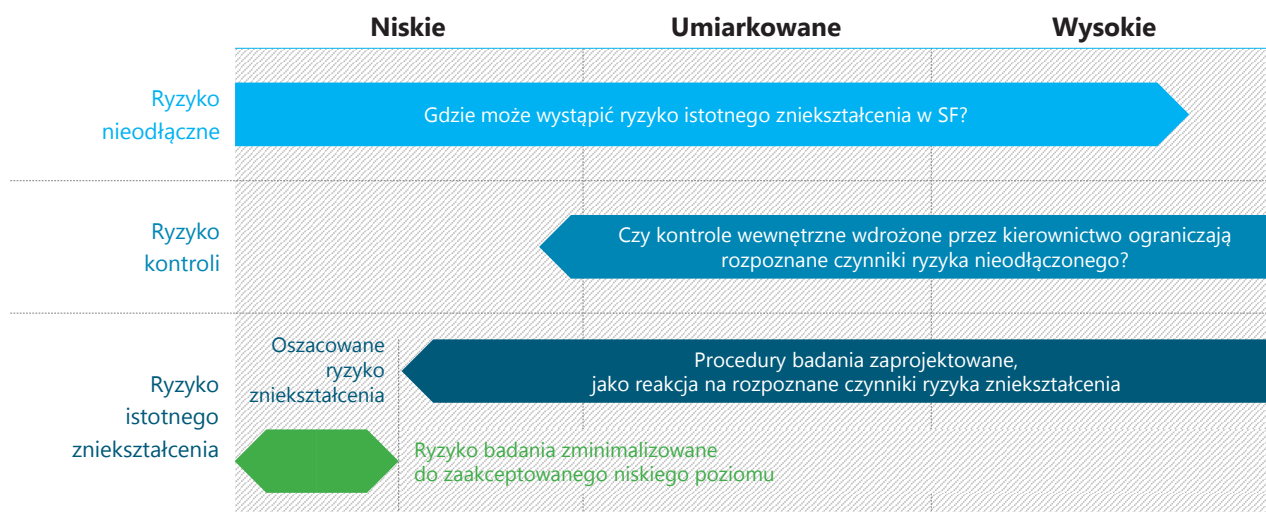 Niskie
Umiarkowane
Wysokie
Ryzyko
nieodłączne
Gdzie może wystąpić ryzyko istotnego zniekształcenia w SF?
Ryzyko
kontroli
Czy kontrole wewnętrzne wdrożone przez kierownictwo ograniczają
rozpoznane czynniki ryzyka nieodłączonego?
Ryzyko
istotnego
zniekształcenia
Oszacowane
ryzyko
zniekształcenia
Procedury badania zaprojektowane,
jako reakcja na rozpoznane czynniki ryzyka zniekształcenia
Ryzyko badania zminimalizowane
do zaakceptowanego niskiego poziomu